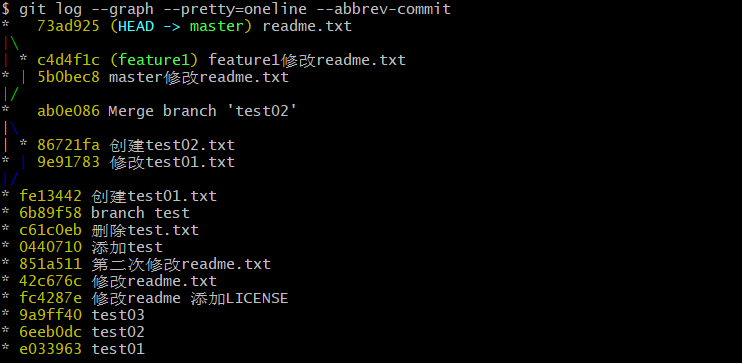 $ git log --graph --pretty=oneline --abbrev-commit
*   73ad925 (HEAD -> master) readme.txt
|\
| * c4d4f1c (feature1) feature1修改readme.txt
* | 5b0bec8 master修改readme.txt
|/
*   ab0e086 Merge branch 'test02'
|\
| * 86721fa 创建test02.txt
* | 9e91783 修改test01.txt
|/
* fe13442 创建test01.txt
* 6b89f58 branch test
* c61c0eb 删除test.txt
* 0440710 添加test
* 851a511 第二次修改readme.txt
* 42c676c 修改readme.txt
* fc4287e 修改readme 添加LICENSE
* 9a9ff40 test03
* 6eeb0dc test02
* e033963 test01